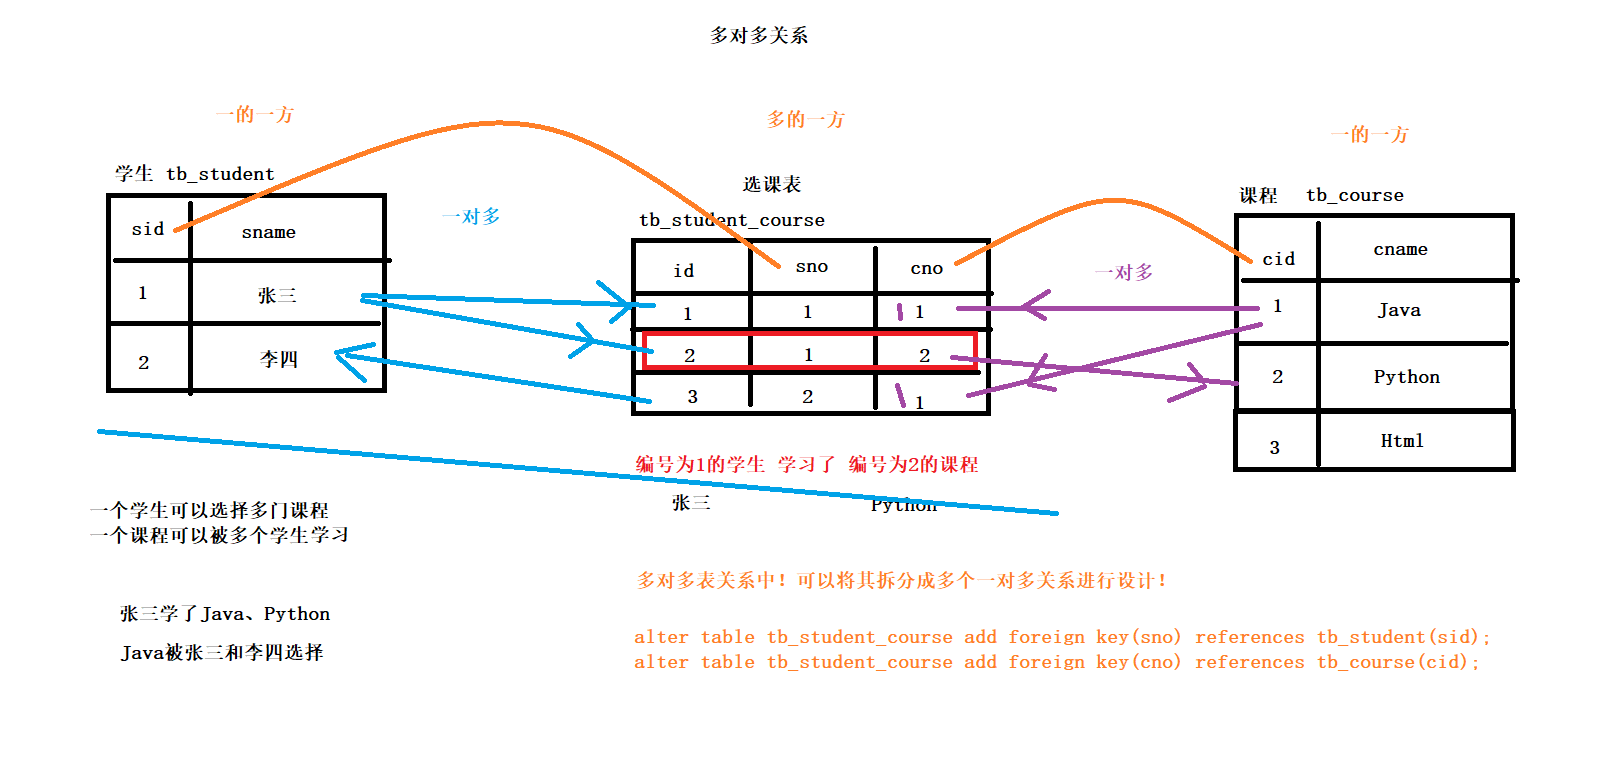 多对多关系
一的一方
多的一方
一的一方
学生 tb_student
sid sname
1 张三
2 李四
一对多
选课表
tb_student_course
id sno cno
1 1 1
2 1 2
3 2 1
一对多
课程 tb_course
cid cname
1 Java
2 Python
3 Html
编号为1的学生 学习了 编号为2的课程
张三 Python
一个学生可以选择多门课程
一个课程可以被多个学生学习
张三学了Java、Python
Java被张三和李四选择
多对多表关系中！可以将其拆分成多个一对多关系进行设计！
alter table tb_student_course add foreign key(sno) references tb_student(sid);
alter table tb_student_course add foreign key(cno) references tb_course(cid);